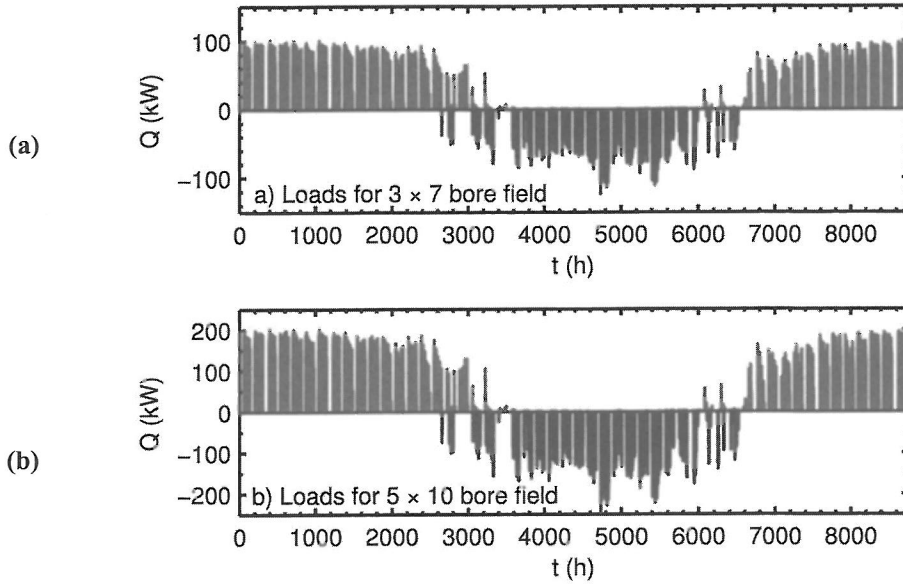 100
0
−100
Q (kW)
(a)
a) Loads for 3 × 7 bore field
0 1000 2000 3000 4000 5000 6000 7000 8000
t (h)
200
100
0
−100
−200
Q (kW)
(b)
b) Loads for 5 × 10 bore field
0 1000 2000 3000 4000 5000 6000 7000 8000
t (h)